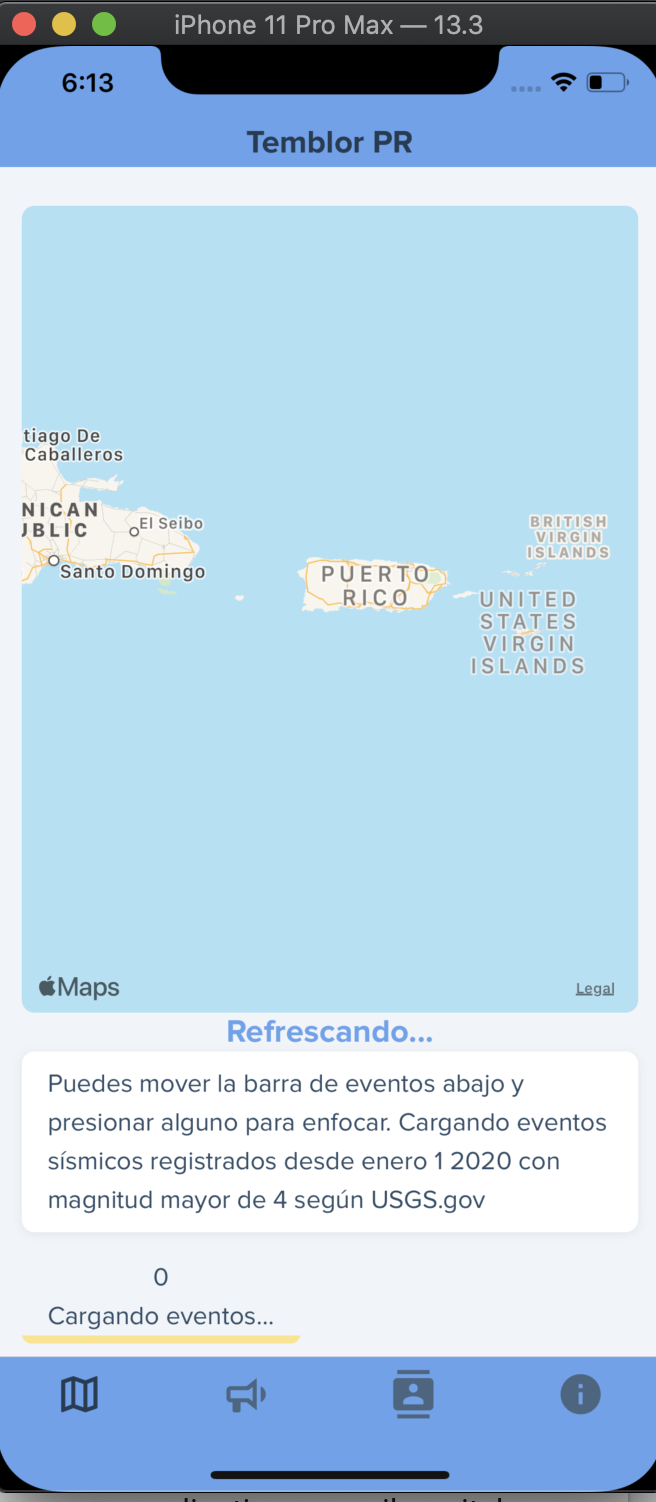 iPhone 11 Pro Max — 13.3
6:13
Temblor PR
tiago De
Caballeros
NICAN
UBLIC
El Seibo
Santo Domingo
PUERTO
RICO
BRITISH
VIRGIN
ISLANDS
UNITED
STATES
VIRGIN
ISLANDS
Maps
Legal
Refrescando...
Puedes mover la barra de eventos abajo y
presionar alguno para enfocar. Cargando eventos
sísmicos registrados desde enero 1 2020 con
magnitud mayor de 4 según USGS.gov
0
Cargando eventos...